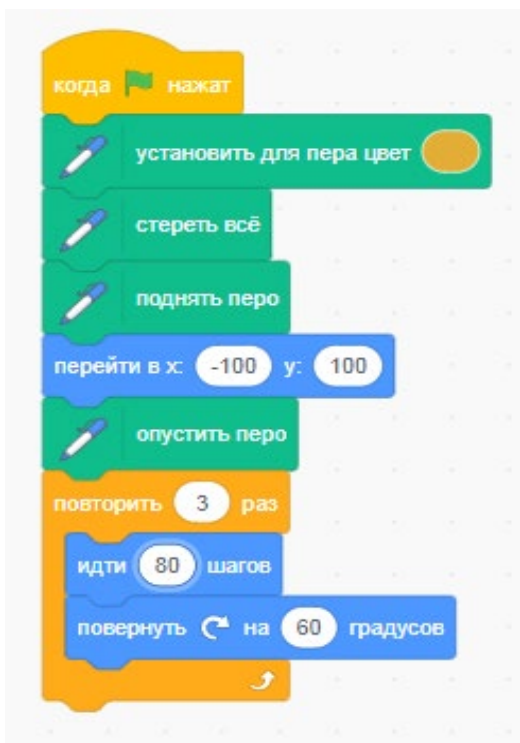 когда нажат
установить для пера цвет
стереть всё
поднять перо
перейти в x: -100 y: 100
опустить перо
повторить 3 раз
идти 80 шагов
повернуть на 60 градусов